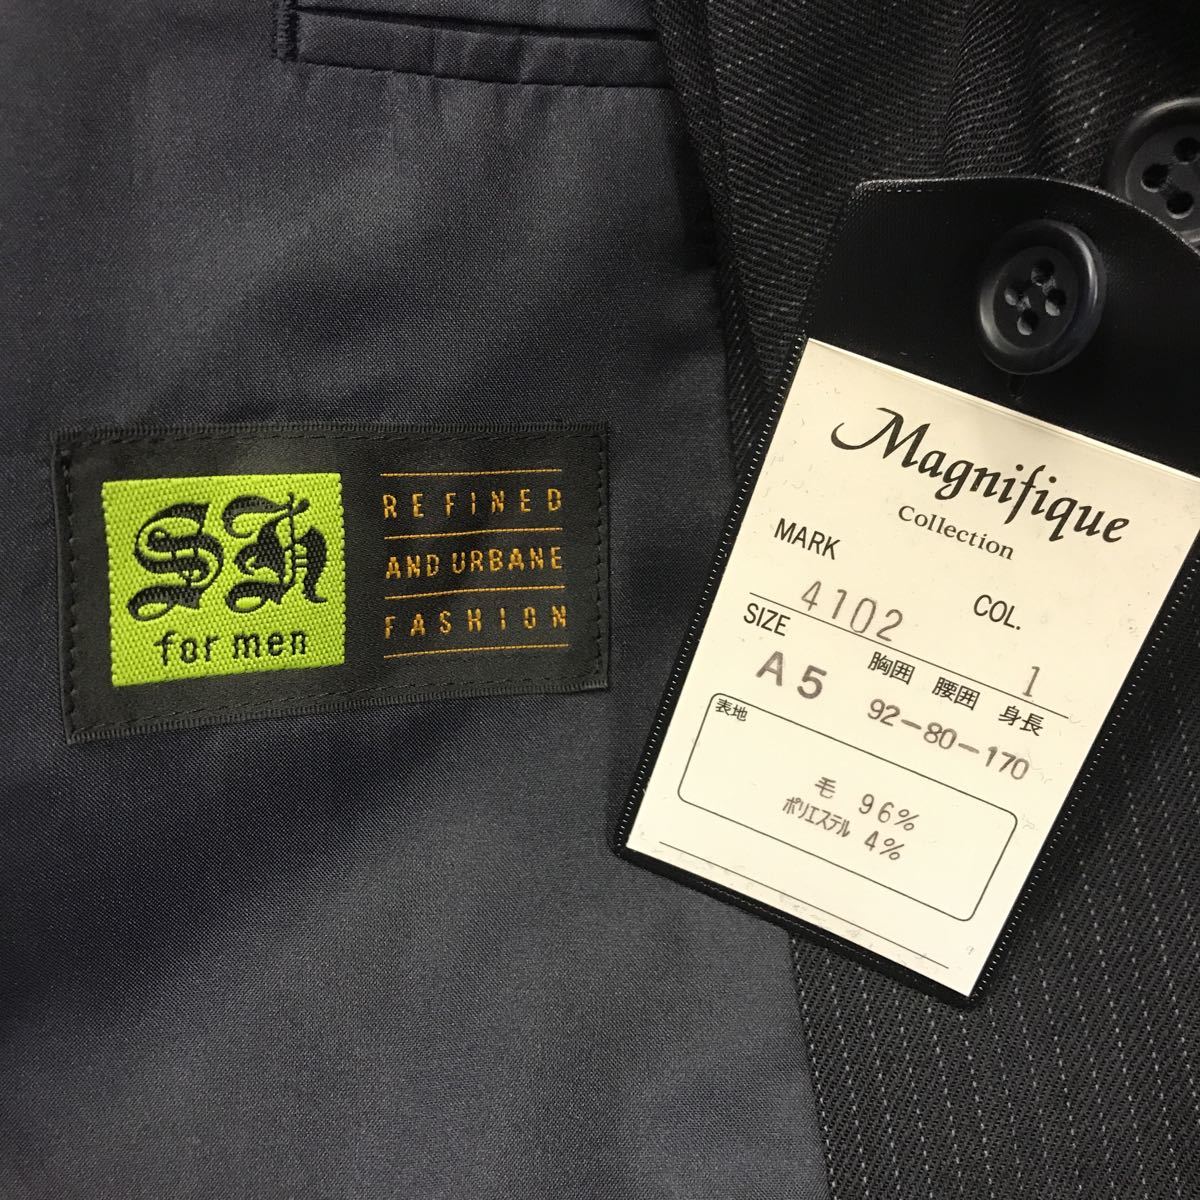 SH
for men
REFINED
AND URBANE
FASHION
Magnifique
Collection
MARK
4102
COL.
1
SIZE
A5
胸囲 腰囲 身長
92-80-170
表地
毛 96%
ポリエステル 4%